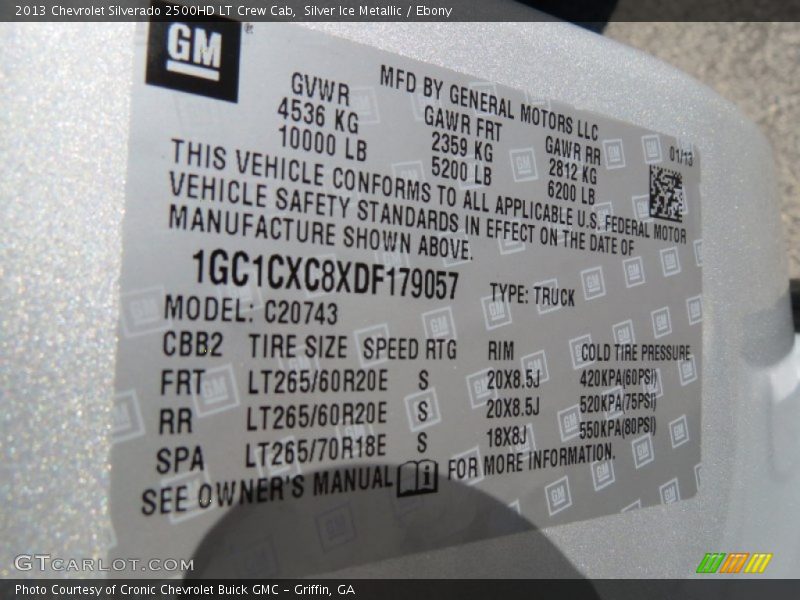 2013 Chevrolet Silverado 2500HD LT Crew Cab,  Silver Ice Metallic / Ebony
GM
MFD BY GENERAL MOTORS LLC
GVWR GAWR FRT GAWR RR 01/13
4536 KG 2359 KG 2812 KG
10000 LB 5200 LB 6200 LB
THIS VEHICLE CONFORMS TO ALL APPLICABLE U.S. FEDERAL MOTOR
VEHICLE SAFETY STANDARDS IN EFFECT ON THE DATE OF
MANUFACTURE SHOWN ABOVE.
1GC1CXC8XDF179057 TYPE: TRUCK
MODEL: C20743
CBB2 TIRE SIZE SPEED RTG RIM COLD TIRE PRESSURE
FRT LT265/60R20E S 20X8.5J 420KPA(60PSI)
RR LT265/60R20E S 20X8.5J 520KPA(75PSI)
SPA LT265/70R18E S 18X8J 550KPA(80PSI)
SEE OWNER'S MANUAL FOR MORE INFORMATION.
GTcarlot.com
Photo Courtesy of Cronic Chevrolet Buick GMC – Griffin, GA